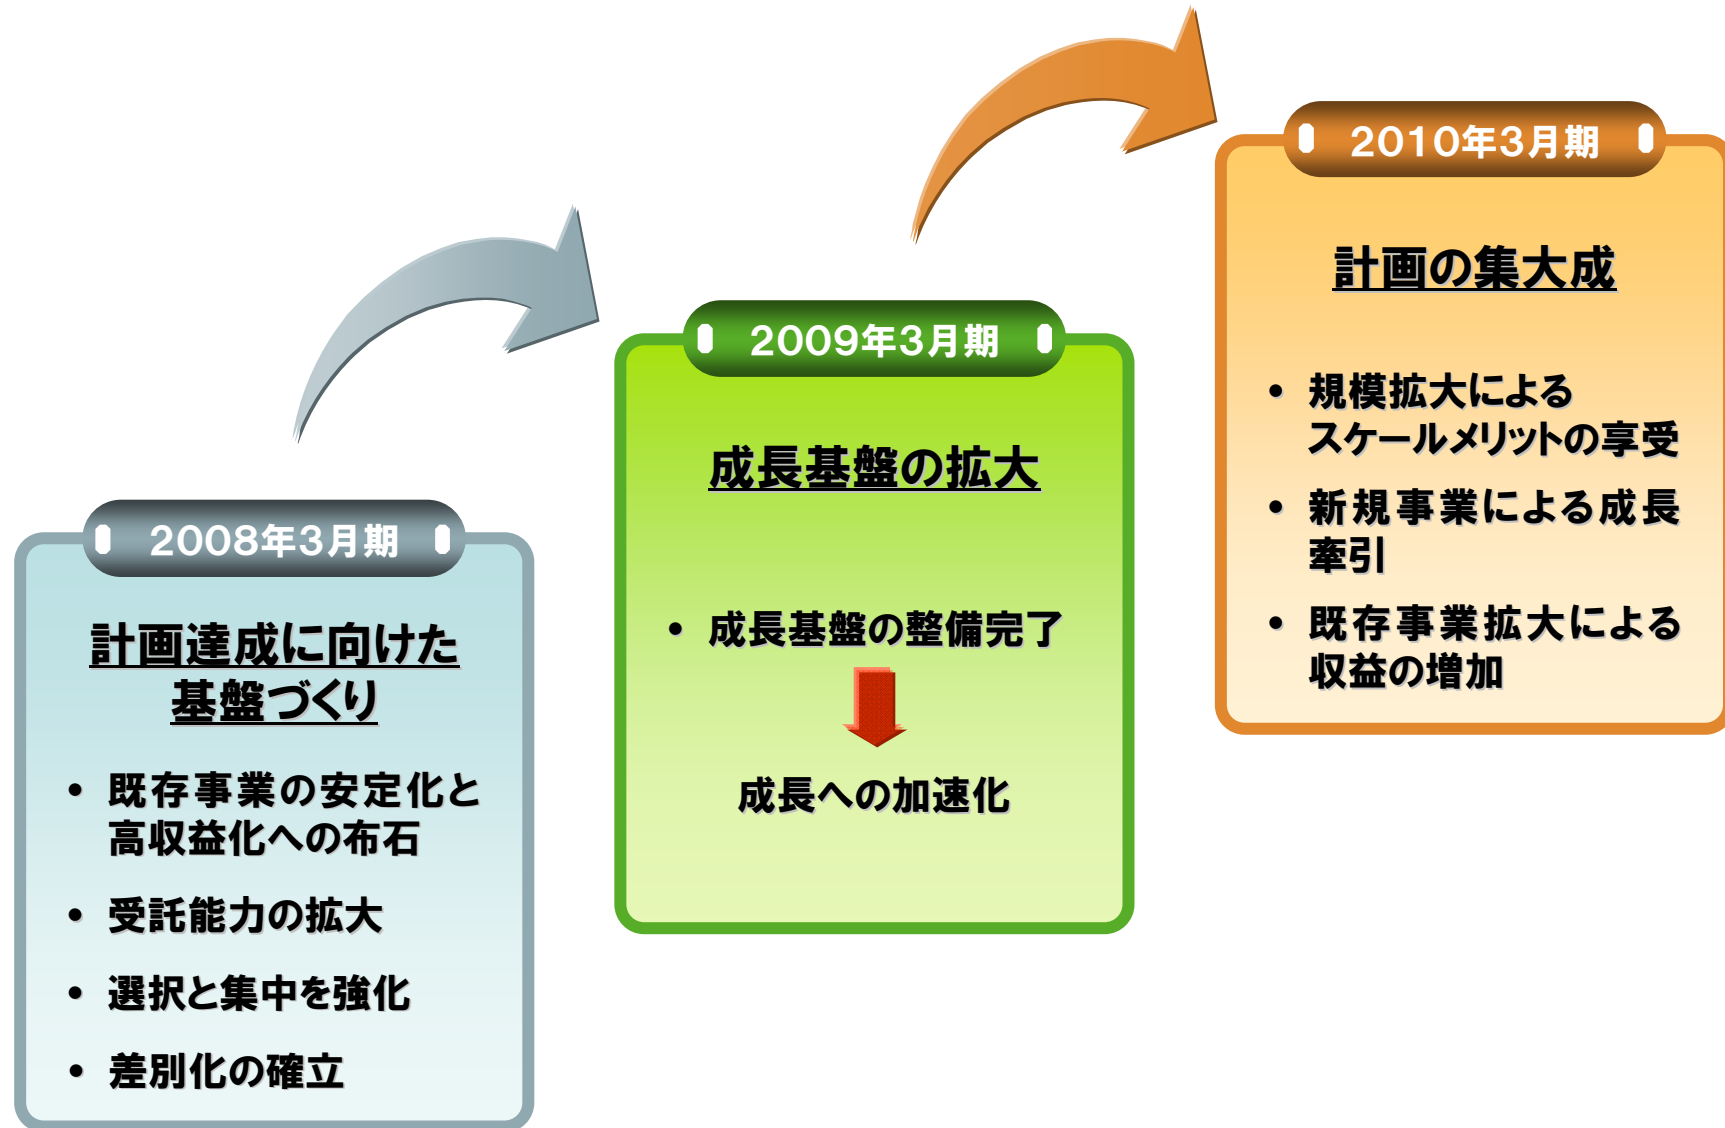 2008年3月期
計画達成に向けた
基盤づくり
• 既存事業の安定化と
高収益化への布石
• 受託能力の拡大
• 選択と集中を強化
• 差別化の確立
2009年3月期
成長基盤の拡大
• 成長基盤の整備完了
成長への加速化
2010年3月期
計画の集大成
• 規模拡大による
スケールメリットの享受
• 新規事業による成長
牽引
• 既存事業拡大による
収益の増加